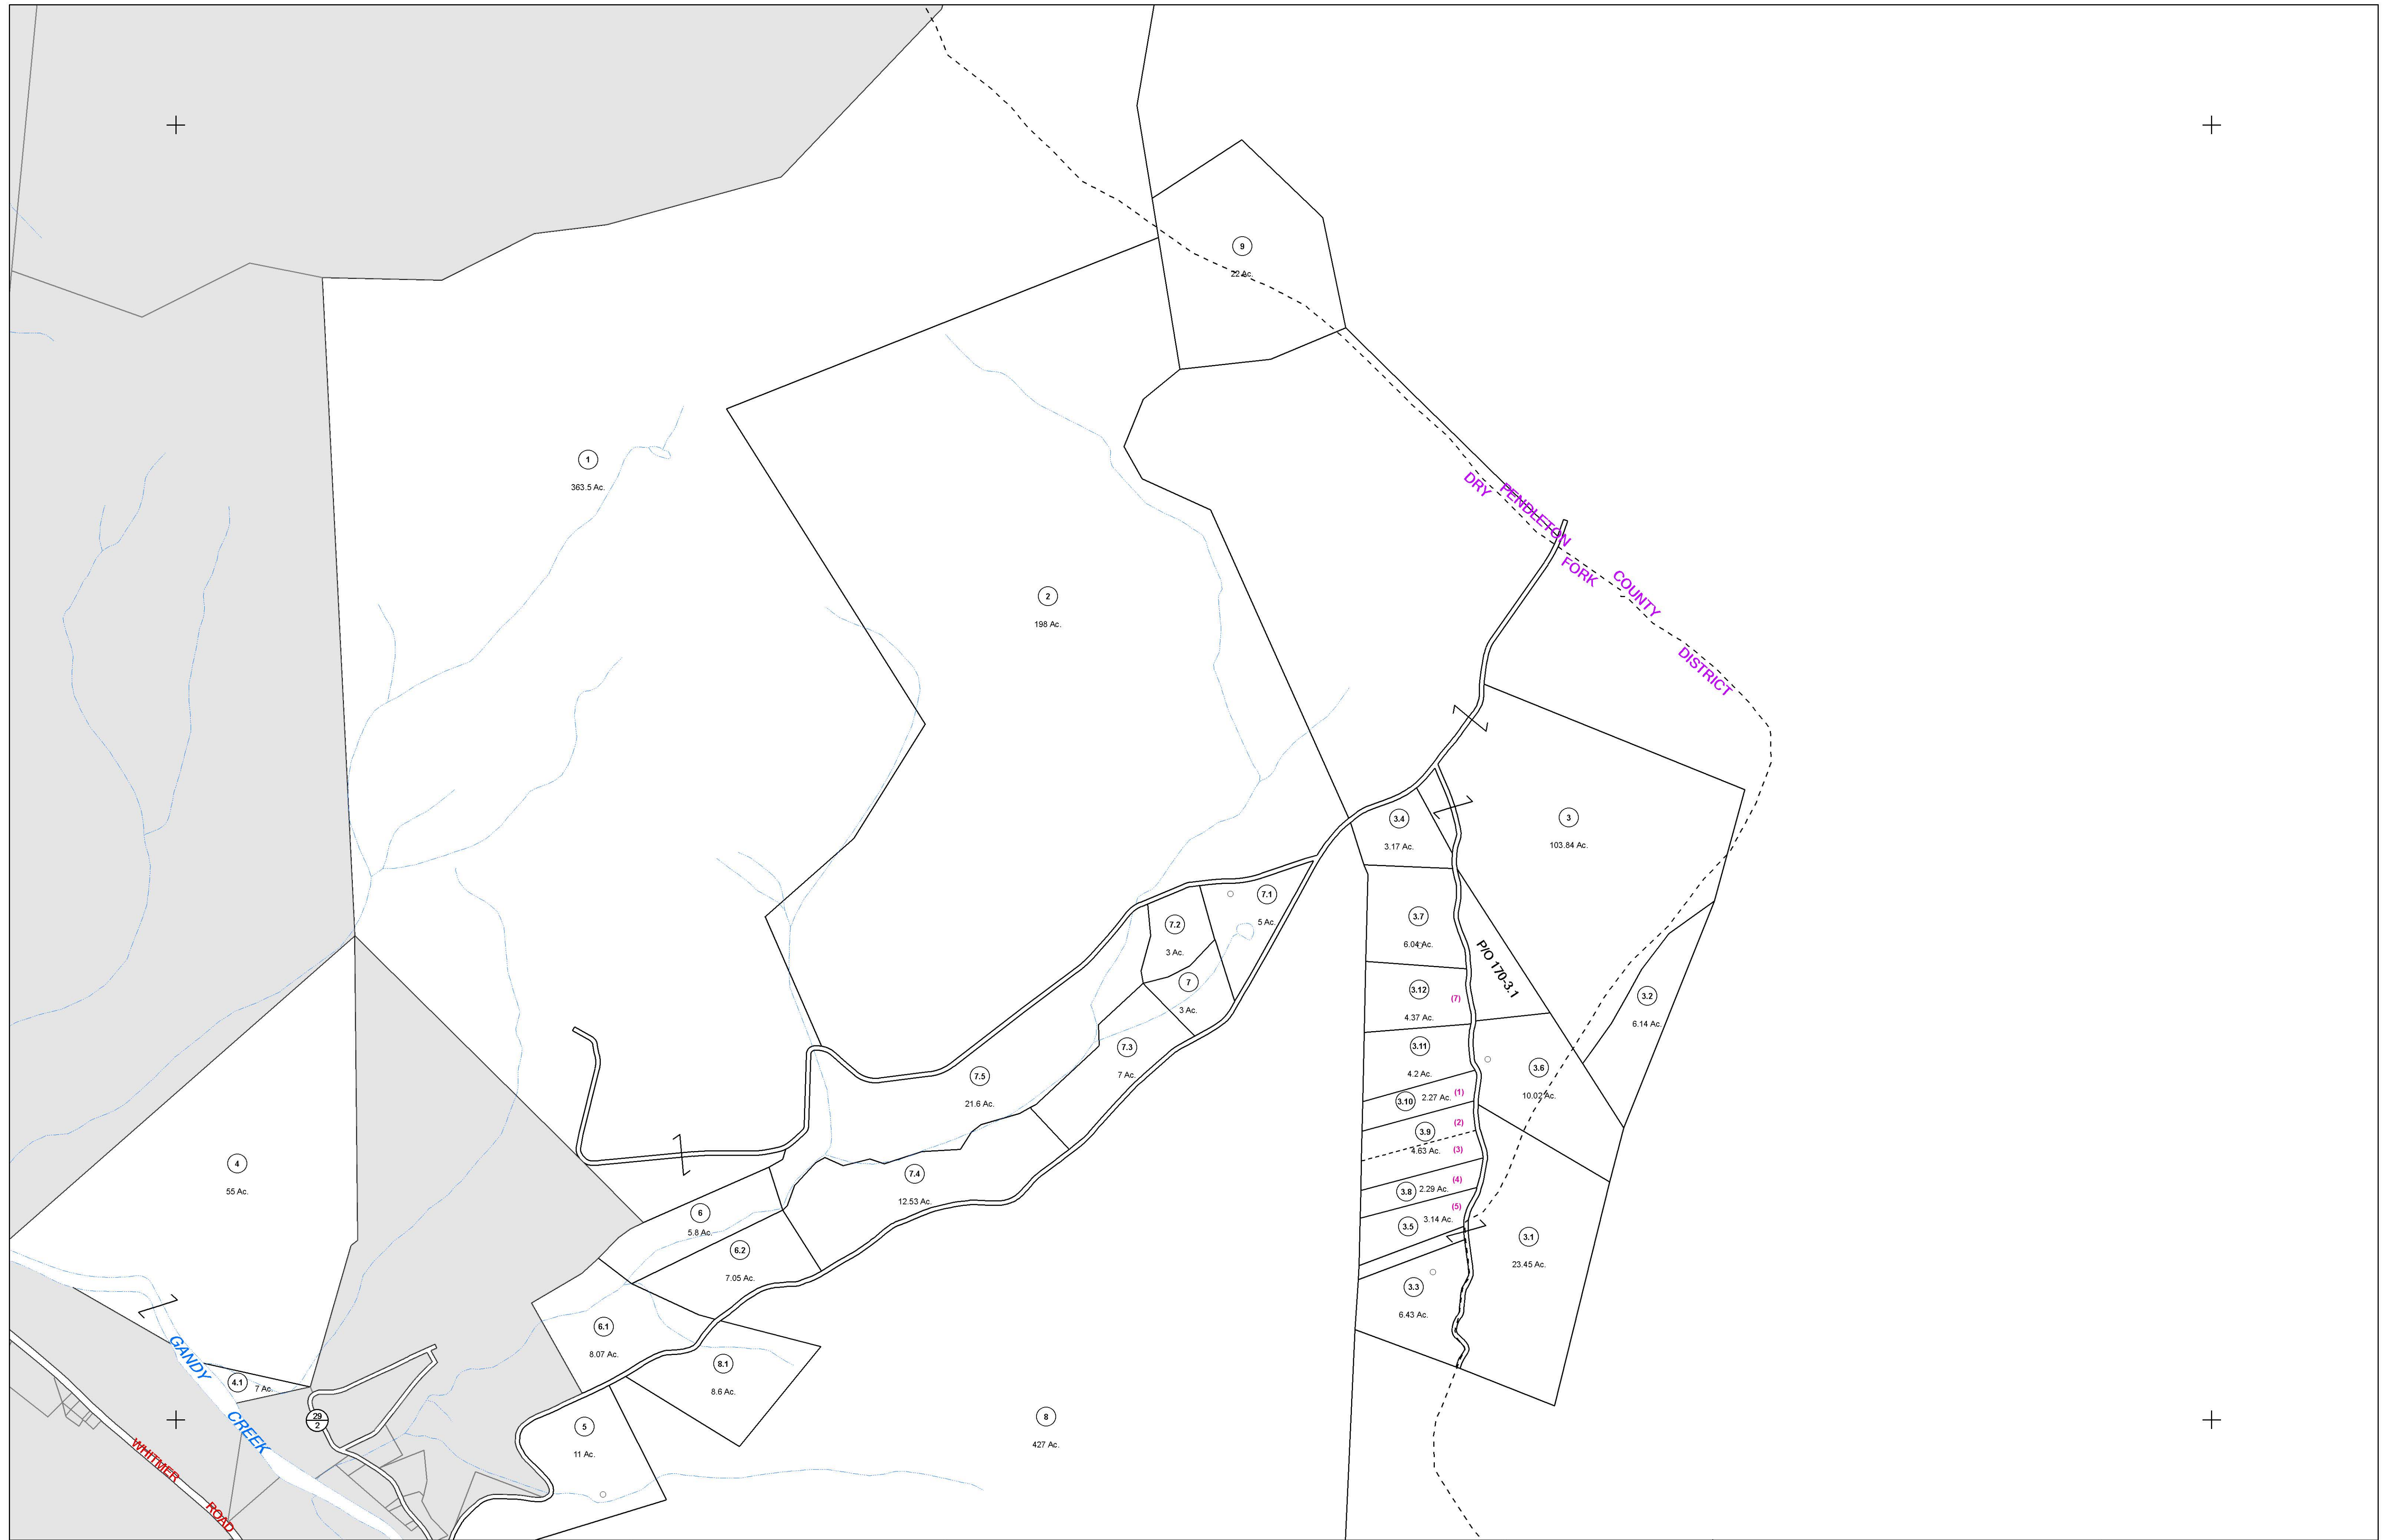 9
22 Ac.
1
363.5 Ac.
DRY FORK DISTRICT
PENDLETON COUNTY
2
198 Ac.
3
103.84 Ac.
3.4
3.17 Ac.
7.1
5 Ac.
7.2
3 Ac.
3.7
6.04 Ac.
P/O 170-3.1
7
3 Ac.
3.12
(7)
4.37 Ac.
3.2
6.14 Ac.
7.3
7 Ac.
3.11
4.2 Ac.
3.6
10.02 Ac.
7.5
21.6 Ac.
3.10
2.27 Ac.
(1)
3.9
(2)
4.63 Ac.
(3)
4
55 Ac.
7.4
12.53 Ac.
3.8
2.29 Ac.
(4)
6
5.8 Ac.
3.5
3.14 Ac.
(5)
6.2
7.05 Ac.
3.1
23.45 Ac.
3.3
6.43 Ac.
6.1
8.07 Ac.
8.1
8.6 Ac.
4.1
7 Ac.
GANDY CREEK
29
2
5
11 Ac.
8
427 Ac.
WHITMER ROAD